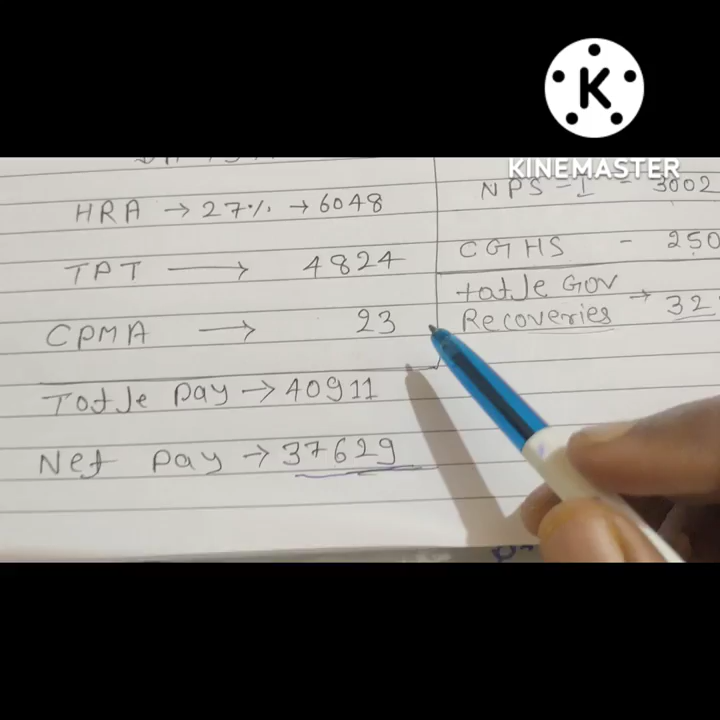 K
KINEMASTER
HRA → 27% → 6048
TPT → 4824
CPMA → 23
Totle pay → 40911
Net pay → 37629
NPS - I - 3002
CGHS - 250
totle GOV
Recoveries → 32